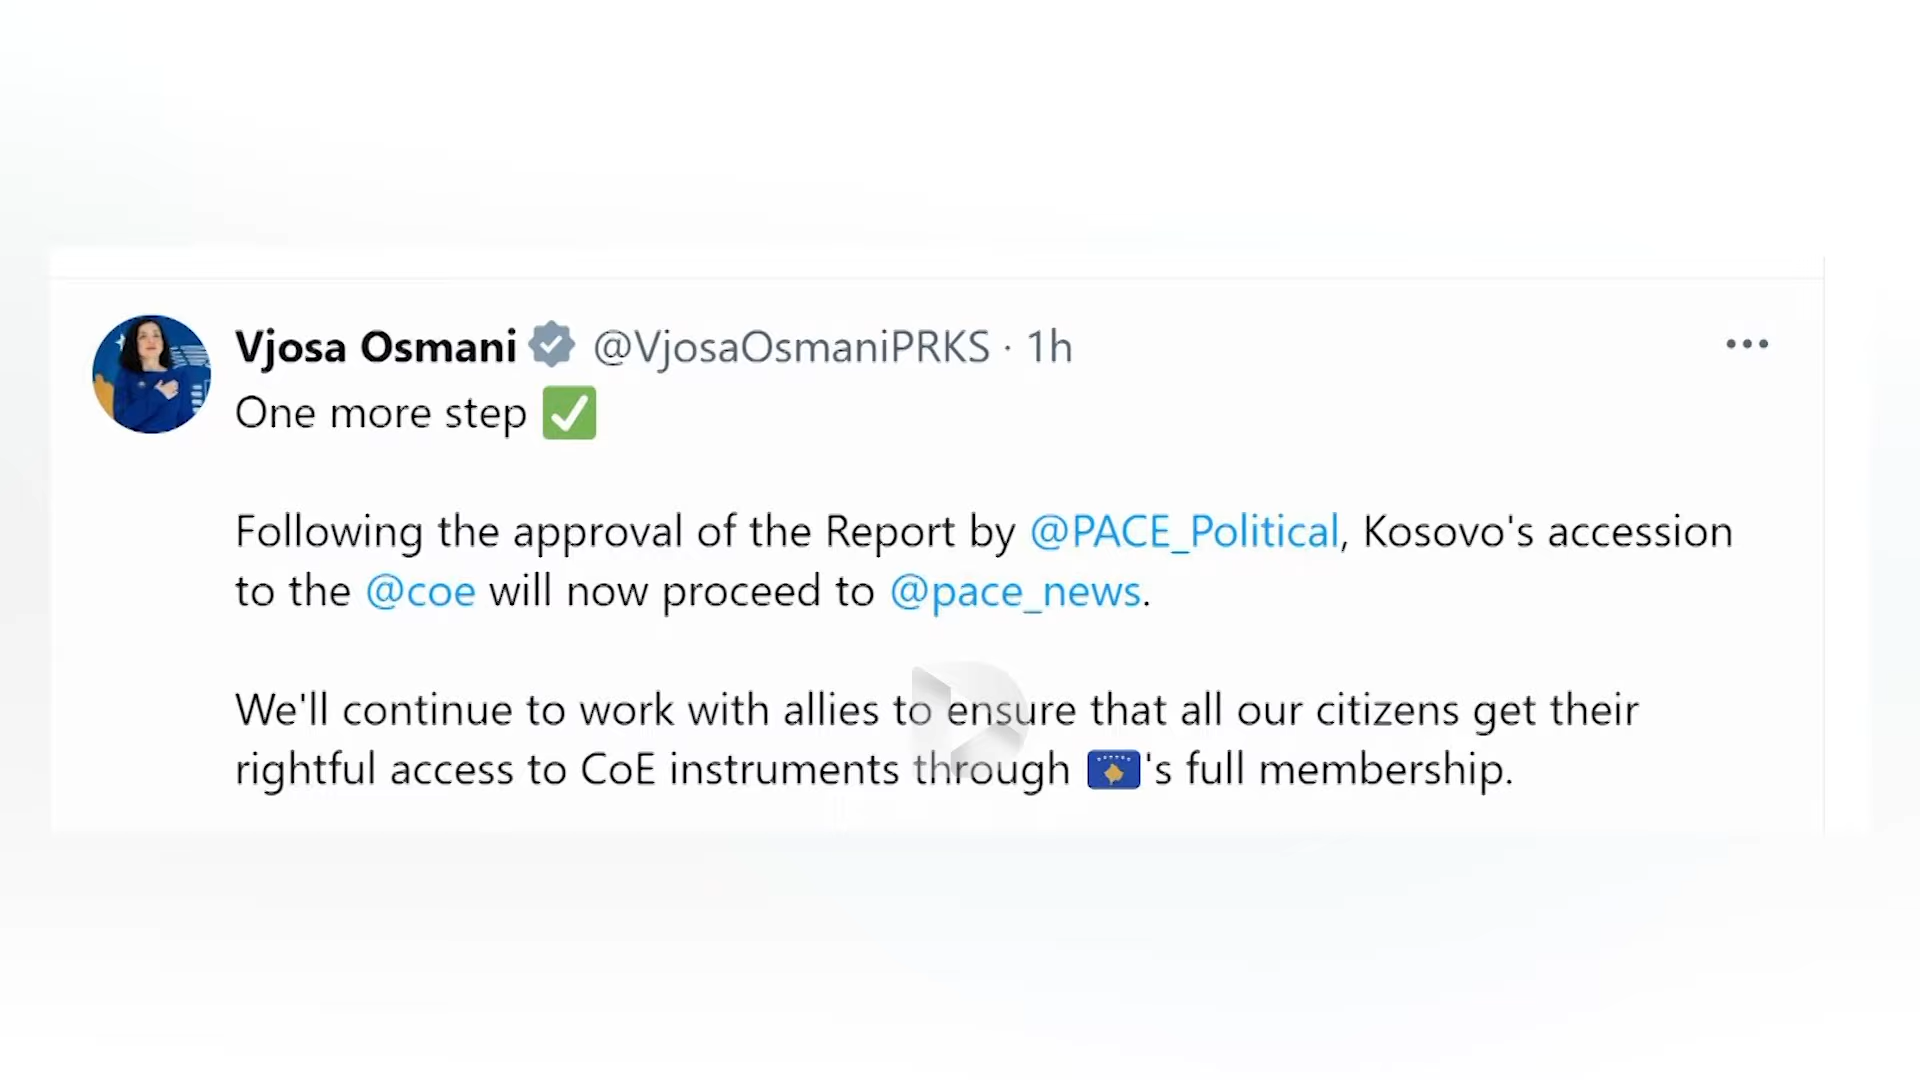 Vjosa Osmani @VjosaOsmaniPRKS · 1h
One more step ✅
Following the approval of the Report by @PACE_Political, Kosovo's accession
to the @coe will now proceed to @pace_news.
We'll continue to work with allies to ensure that all our citizens get their
rightful access to CoE instruments through 🇽🇰's full membership.